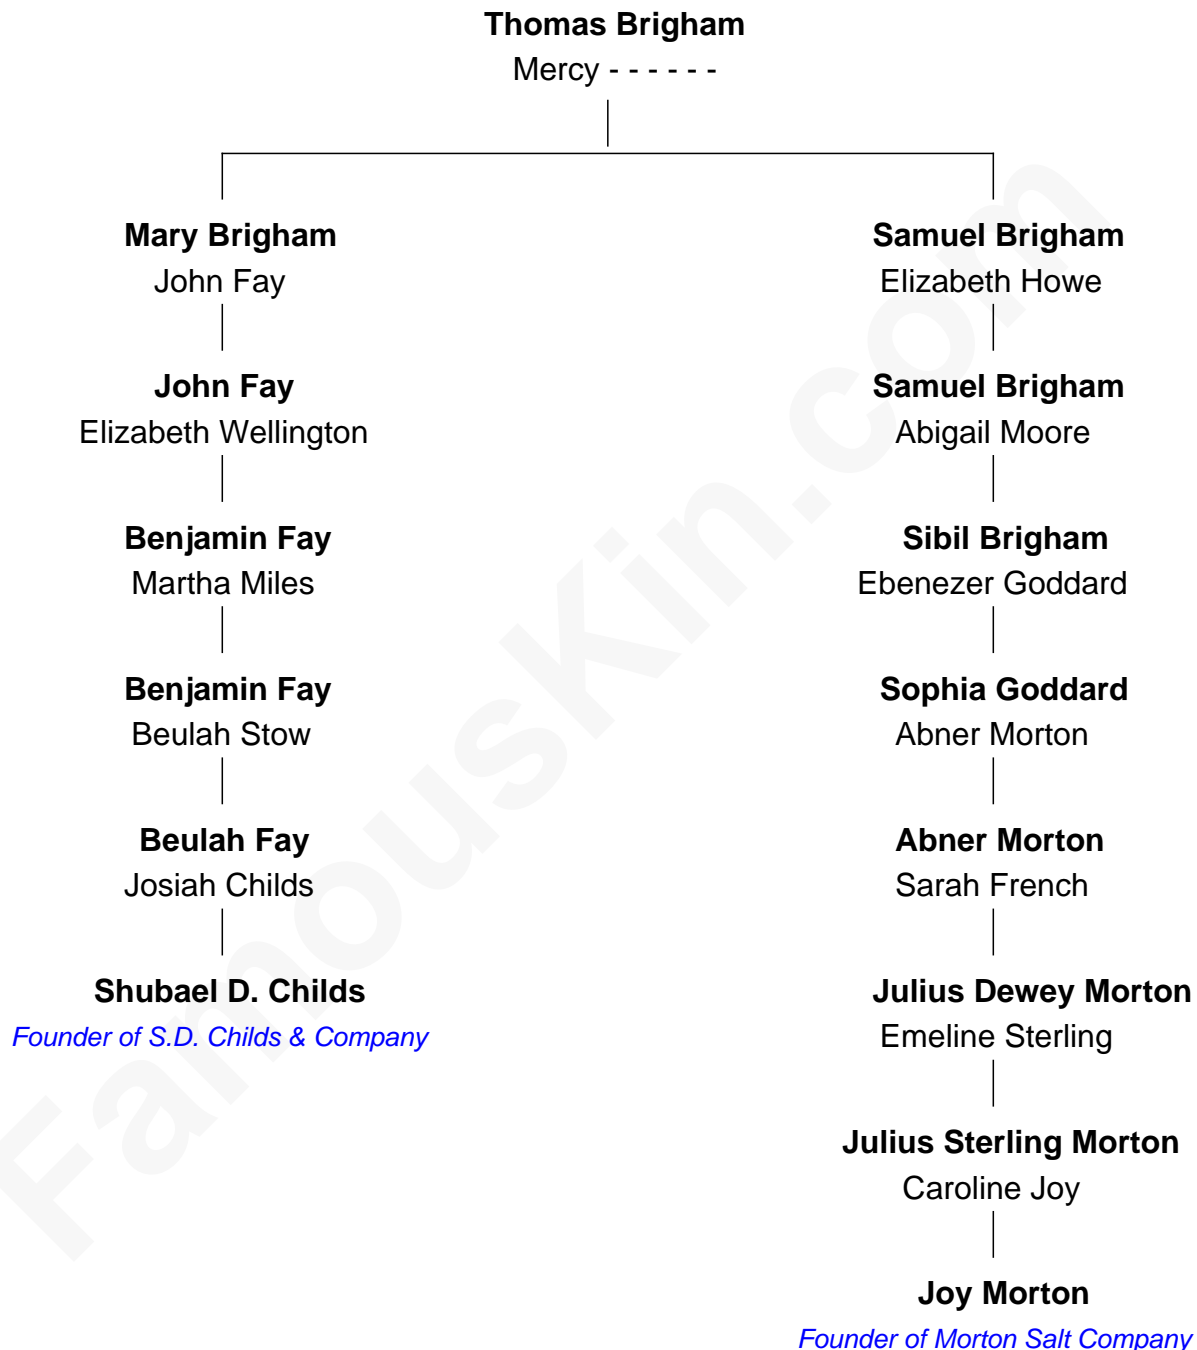 Thomas Brigham
Mercy - - - - - -
Mary Brigham
John Fay
John Fay
Elizabeth Wellington
Benjamin Fay
Martha Miles
Benjamin Fay
Beulah Stow
Beulah Fay
Josiah Childs
Shubael D. Childs
Founder of S.D. Childs & Company
Samuel Brigham
Elizabeth Howe
Samuel Brigham
Abigail Moore
Sibil Brigham
Ebenezer Goddard
Sophia Goddard
Abner Morton
Abner Morton
Sarah French
Julius Dewey Morton
Emeline Sterling
Julius Sterling Morton
Caroline Joy
Joy Morton
Founder of Morton Salt Company
FamousKin.com